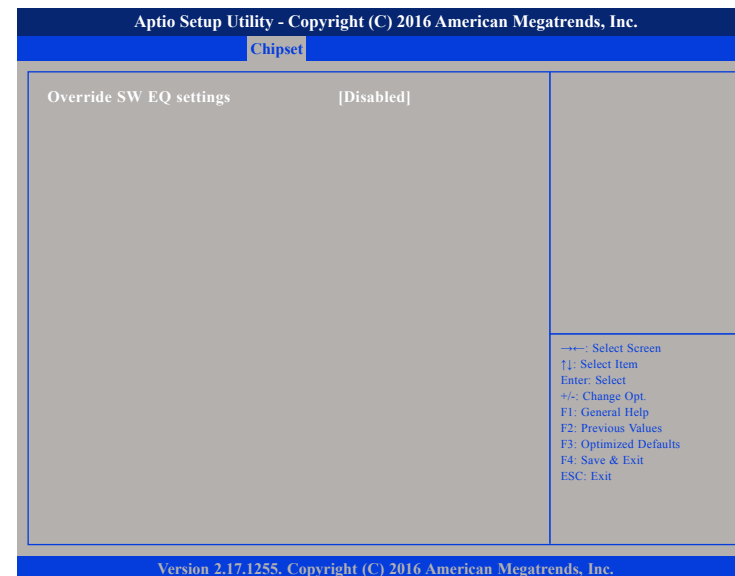 Aptio Setup Utility - Copyright (C) 2016 American Megatrends, Inc.
Chipset
Override SW EQ settings [Disabled]
→←: Select Screen
↑↓: Select Item
Enter: Select
+/-: Change Opt.
F1: General Help
F2: Previous Values
F3: Optimized Defaults
F4: Save & Exit
ESC: Exit
Version 2.17.1255. Copyright (C) 2016 American Megatrends, Inc.